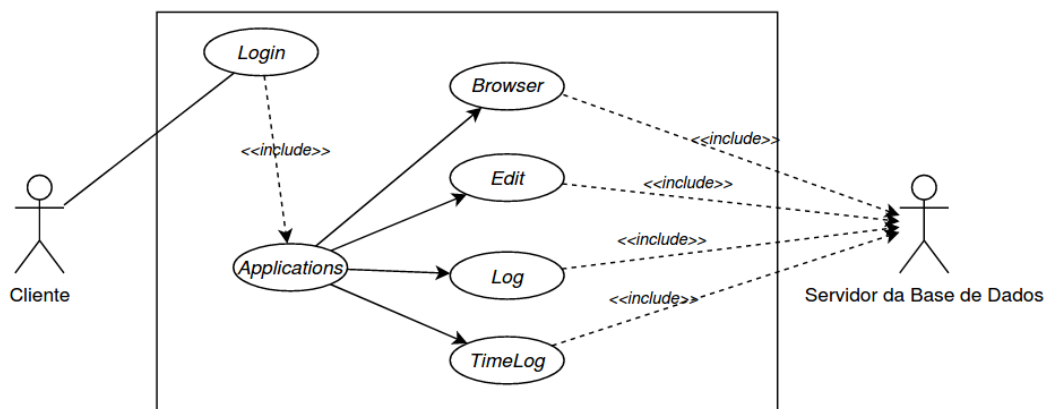 Login
Browser
<<include>>
<<include>>
Edit
<<include>>
<<include>>
Applications
Log
Cliente
Servidor da Base de Dados
<<include>>
TimeLog